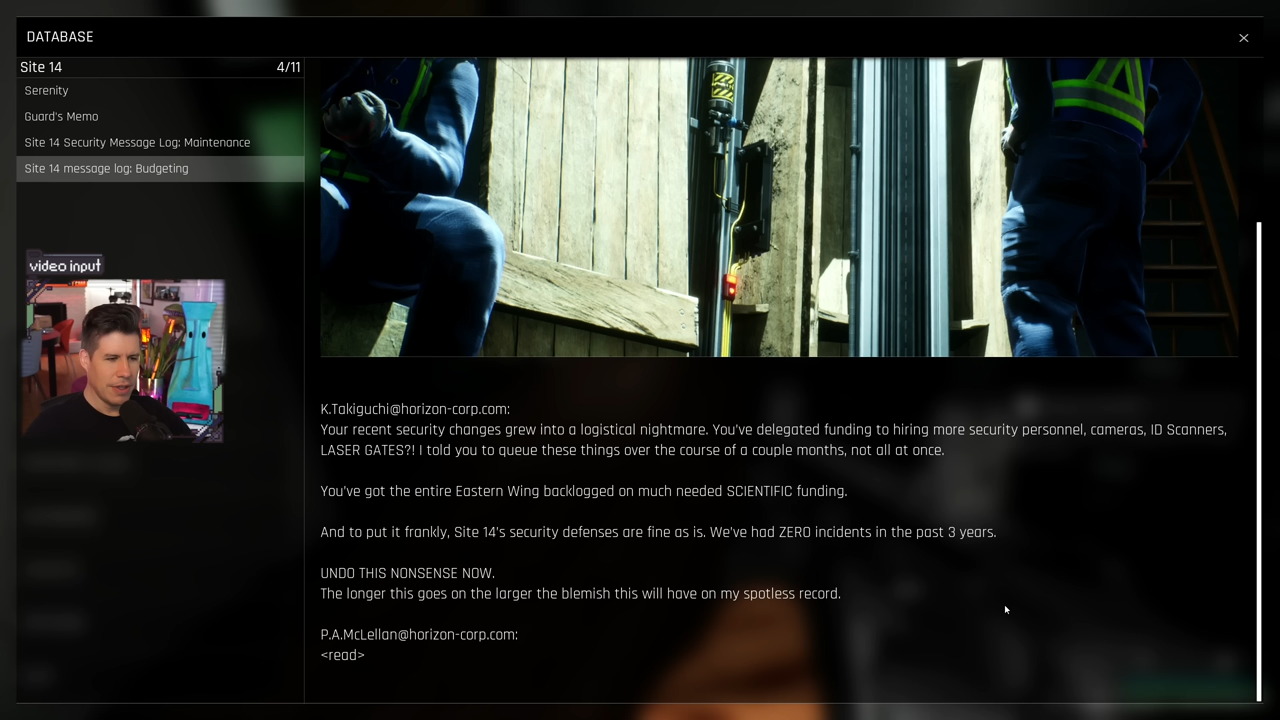 DATABASE
Site 14 4/11
Serenity
Guard's Memo
Site 14 Security Message Log: Maintenance
Site 14 message log: Budgeting
video input
K.Takiguchi@horizon-corp.com:
Your recent security changes grew into a logistical nightmare. You've delegated funding to hiring more security personnel, cameras, ID Scanners,
LASER GATES?! I told you to queue these things over the course of a couple months, not all at once.
You've got the entire Eastern Wing backlogged on much needed SCIENTIFIC funding.
And to put it frankly, Site 14's security defenses are fine as is. We've had ZERO incidents in the past 3 years.
UNDO THIS NONSENSE NOW.
The longer this goes on the larger the blemish this will have on my spotless record.
P.A.McLellan@horizon-corp.com:
<read>